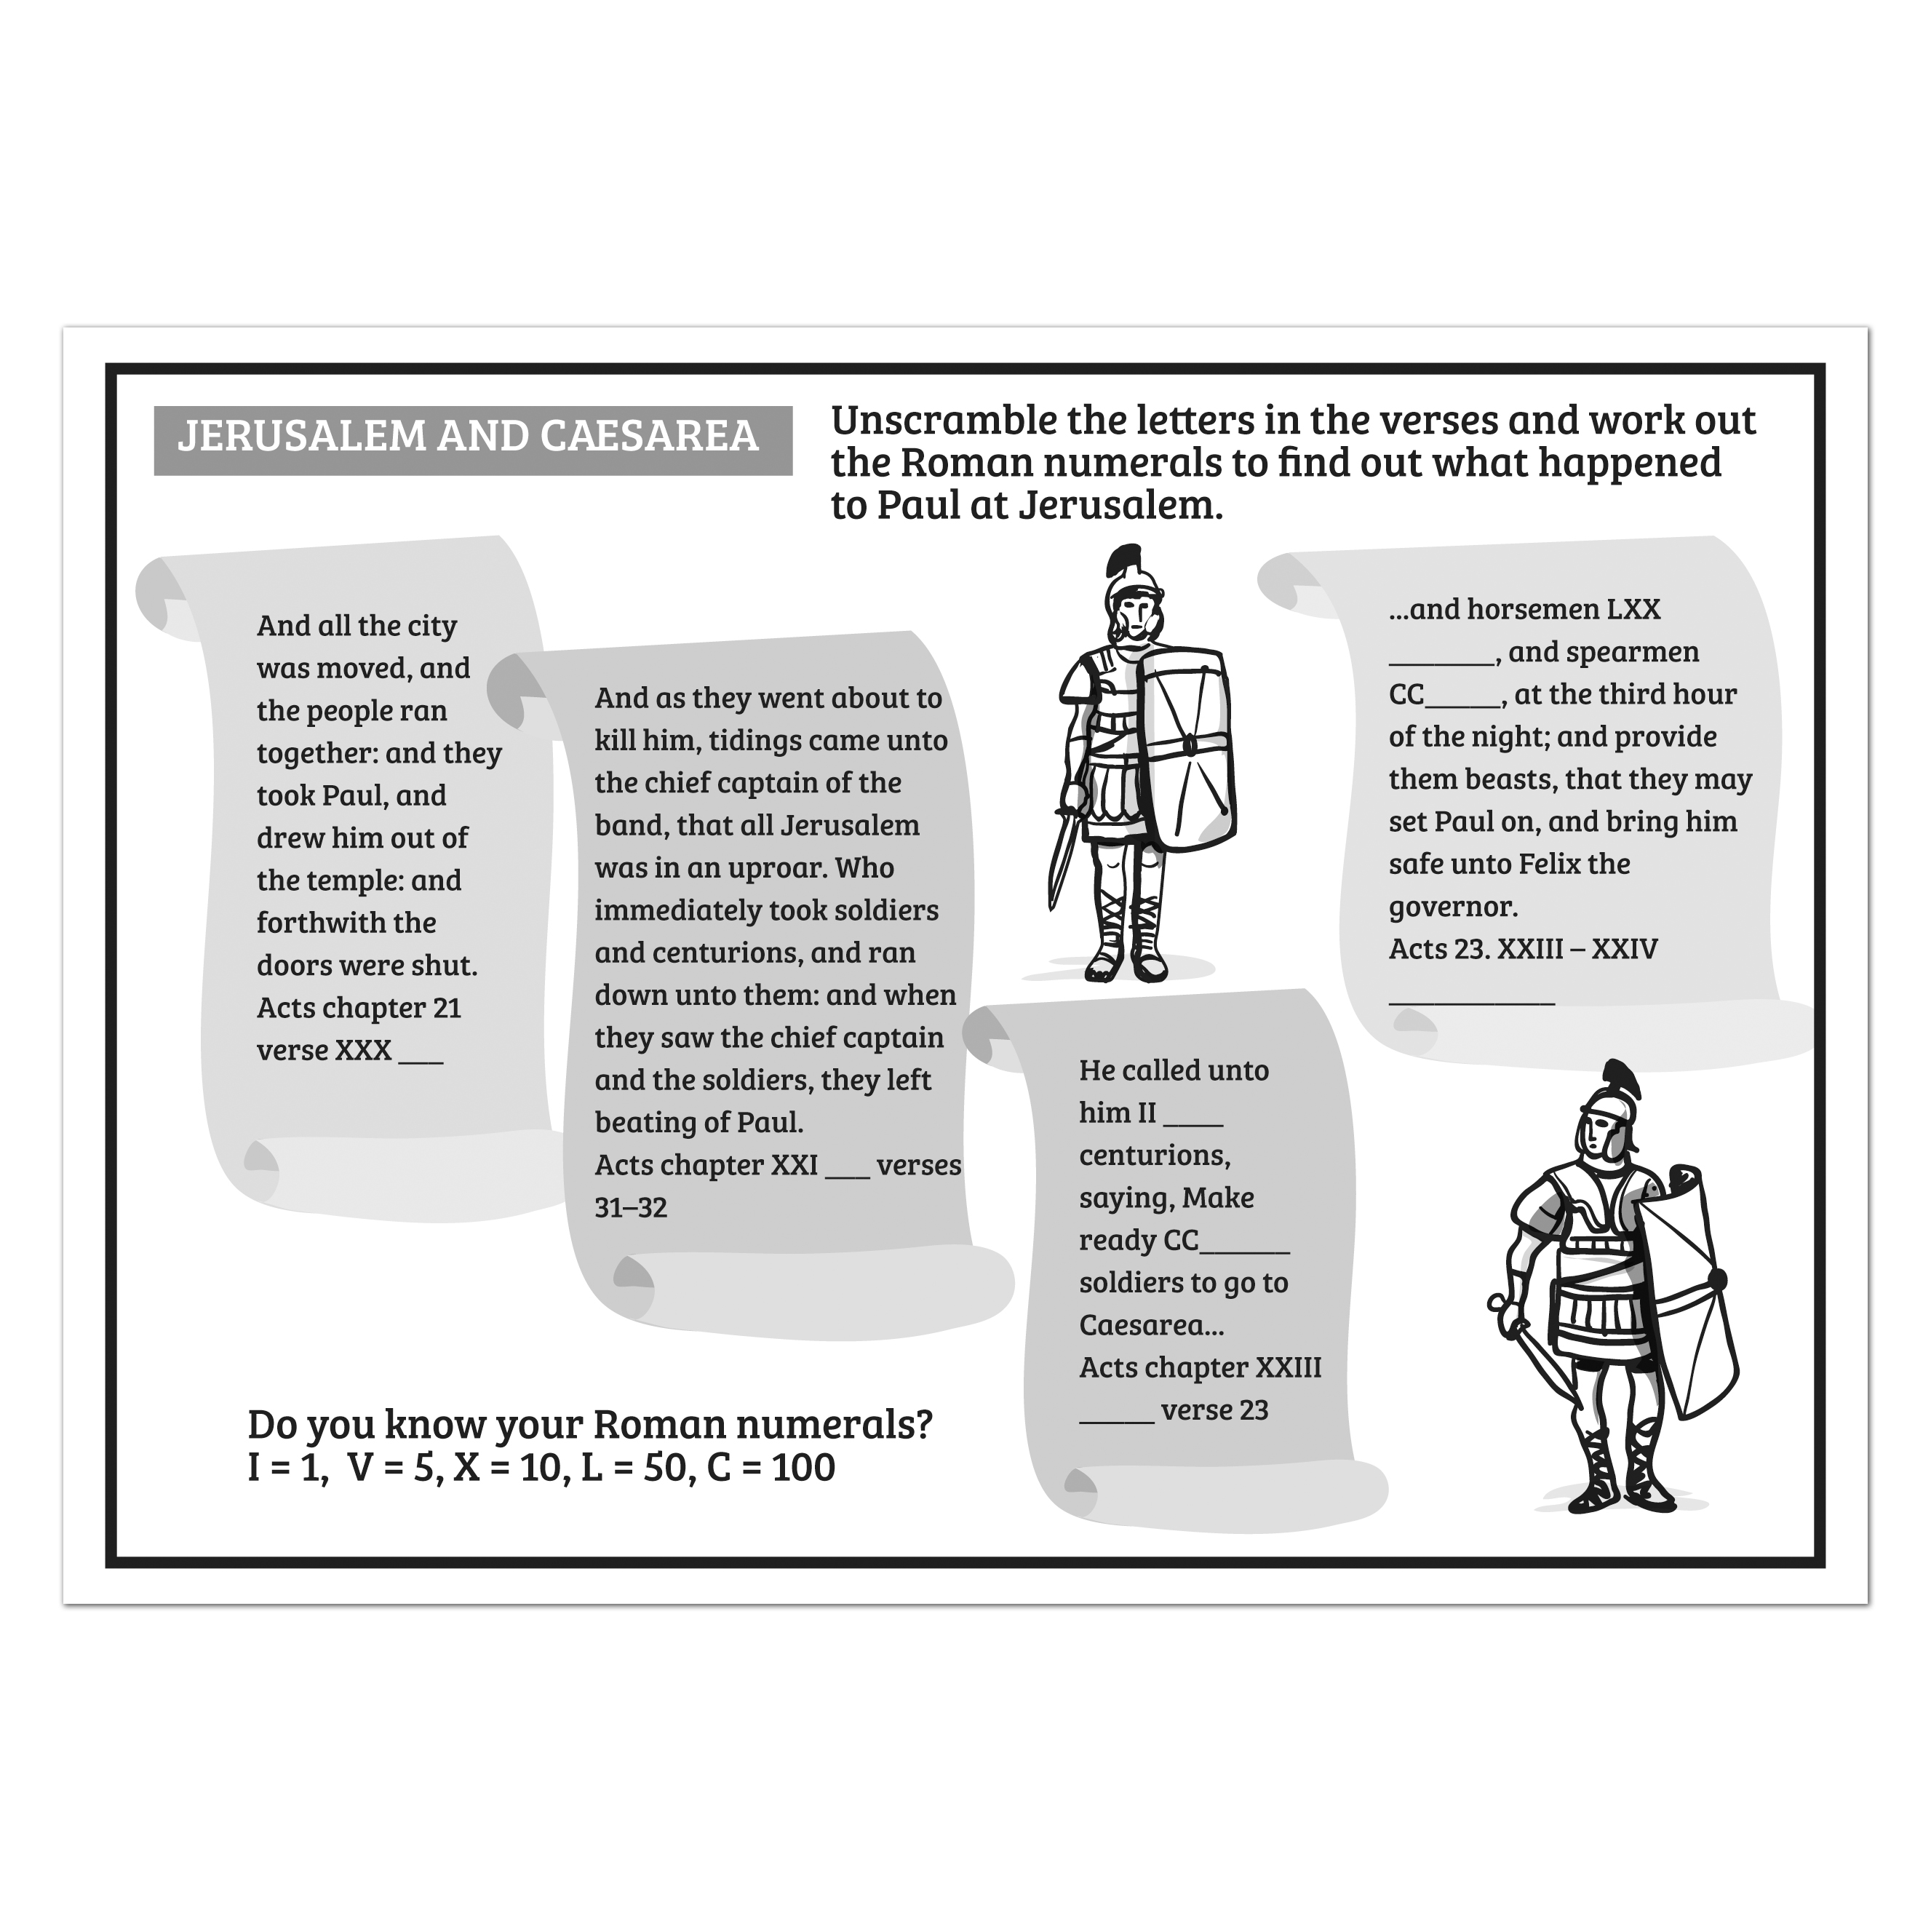 JERUSALEM AND CAESAREA
Unscramble the letters in the verses and work out
the Roman numerals to find out what happened
to Paul at Jerusalem.
And all the city
was moved, and
the people ran
together: and they
took Paul, and
drew him out of
the temple: and
forthwith the
doors were shut.
Acts chapter 21
verse XXX ___
And as they went about to
kill him, tidings came unto
the chief captain of the
band, that all Jerusalem
was in an uproar. Who
immediately took soldiers
and centurions, and ran
down unto them: and when
they saw the chief captain
and the soldiers, they left
beating of Paul.
Acts chapter XXI ___ verses
31–32
He called unto
him II ____
centurions,
saying, Make
ready CC______
soldiers to go to
Caesarea...
Acts chapter XXIII
_____ verse 23
...and horsemen LXX
_______, and spearmen
CC_____, at the third hour
of the night; and provide
them beasts, that they may
set Paul on, and bring him
safe unto Felix the
governor.
Acts 23. XXIII – XXIV
___________
Do you know your Roman numerals?
I = 1, V = 5, X = 10, L = 50, C = 100